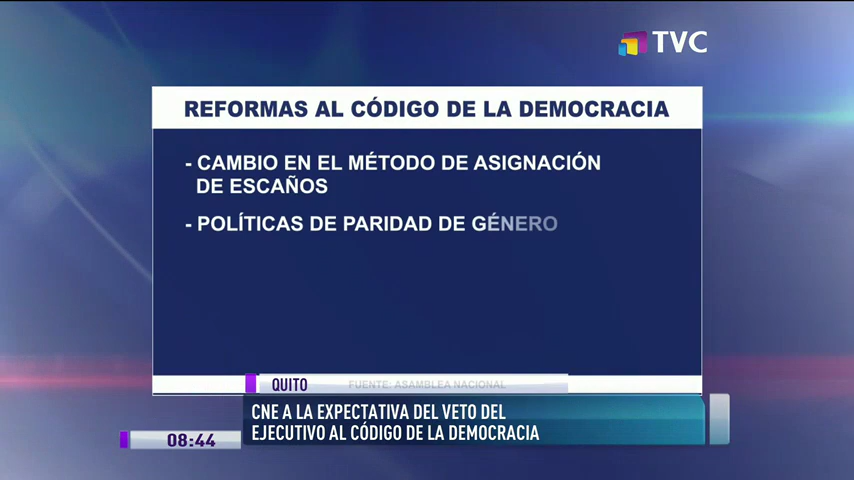 TVC
REFORMAS AL CÓDIGO DE LA DEMOCRACIA
- CAMBIO EN EL MÉTODO DE ASIGNACIÓN
DE ESCAÑOS
- POLÍTICAS DE PARIDAD DE GÉNERO
QUITO
FUENTE: ASAMBLEA NACIONAL
CNE A LA EXPECTATIVA DEL VETO DEL
EJECUTIVO AL CÓDIGO DE LA DEMOCRACIA
08:44